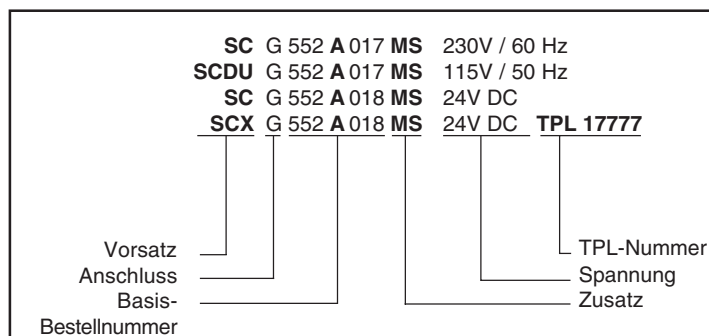 SC G 552 A 017 MS 230V / 60 Hz
SCDU G 552 A 017 MS 115V / 50 Hz
SC G 552 A 018 MS 24V DC
SCX G 552 A 018 MS 24V DC TPL 17777
Vorsatz
Anschluss
Basis-
Bestellnummer
TPL-Nummer
Spannung
Zusatz